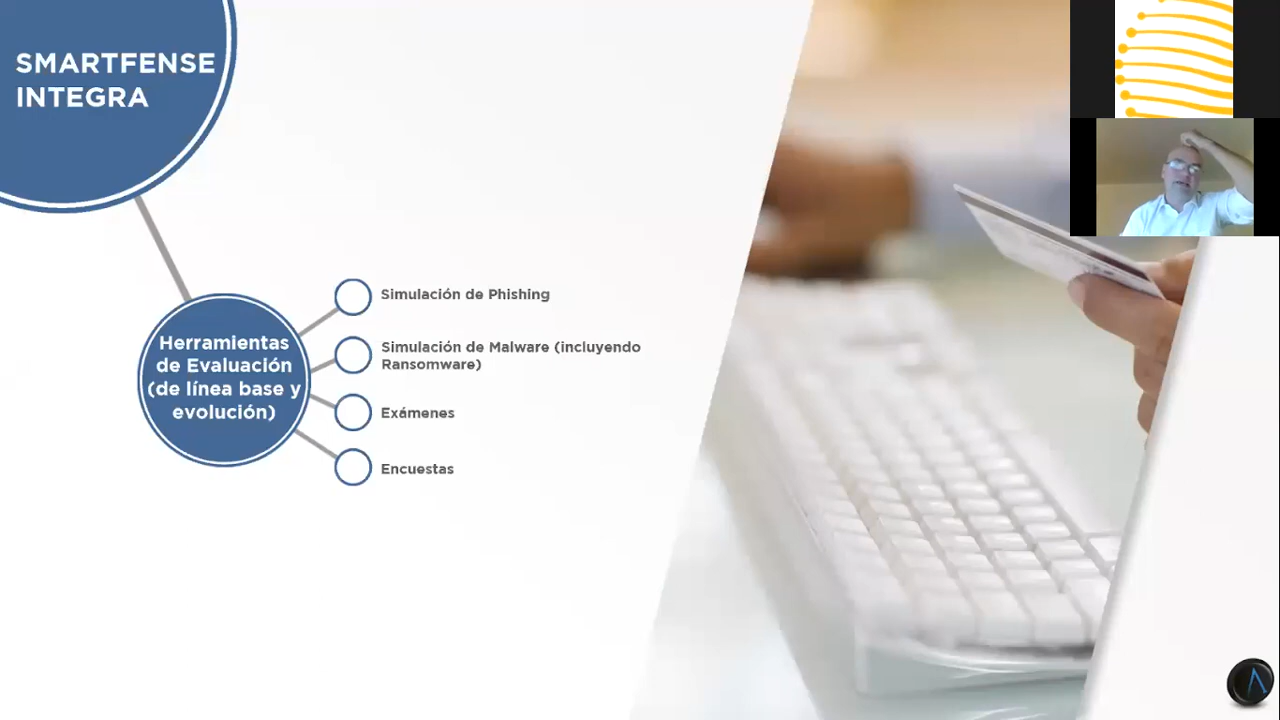 SMARTFENSE
INTEGRA
Herramientas
de Evaluación
(de línea base y
evolución)
Simulación de Phishing
Simulación de Malware (incluyendo
Ransomware)
Exámenes
Encuestas